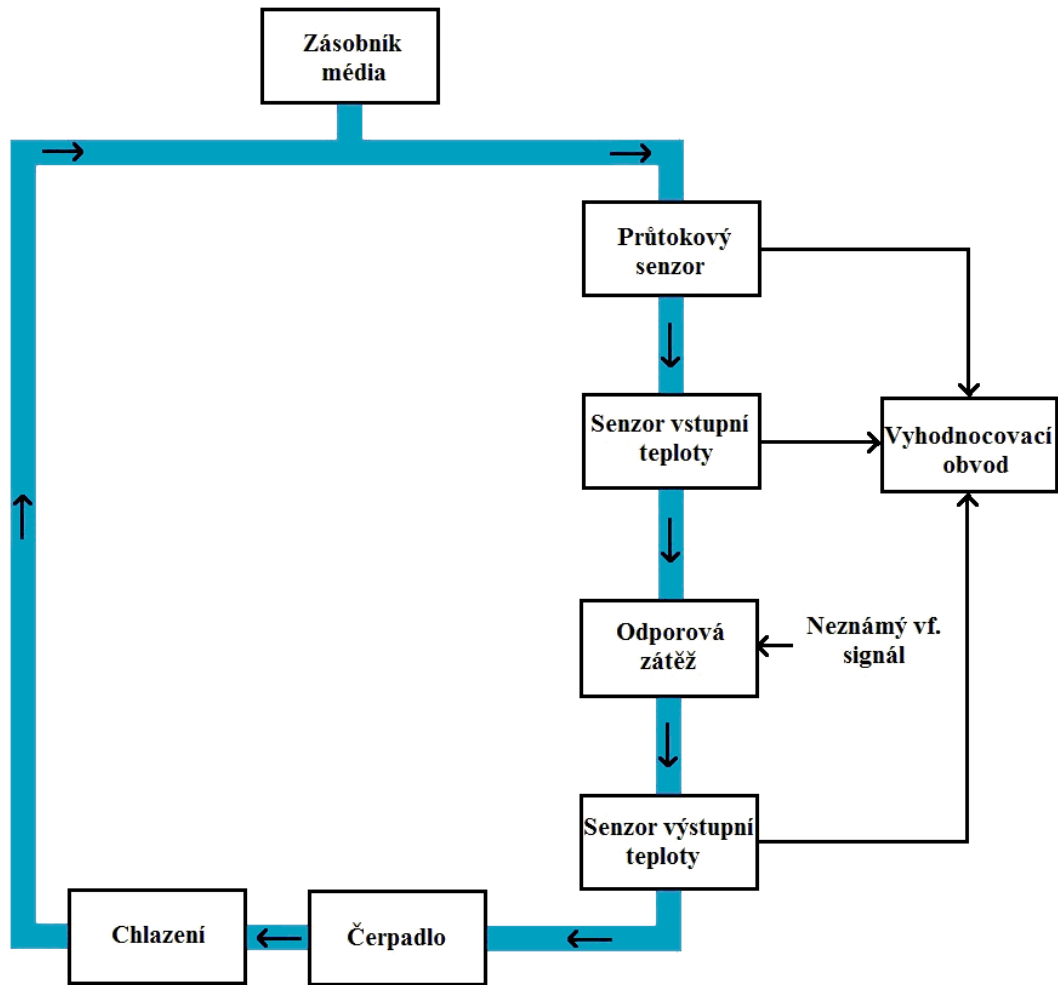 Zásobník
média
Průtokový
senzor
Senzor vstupní
teploty
Vyhodnocovací
obvod
Odporová
zátěž
Neznámý vf.
signál
Senzor výstupní
teploty
Chlazení
Čerpadlo